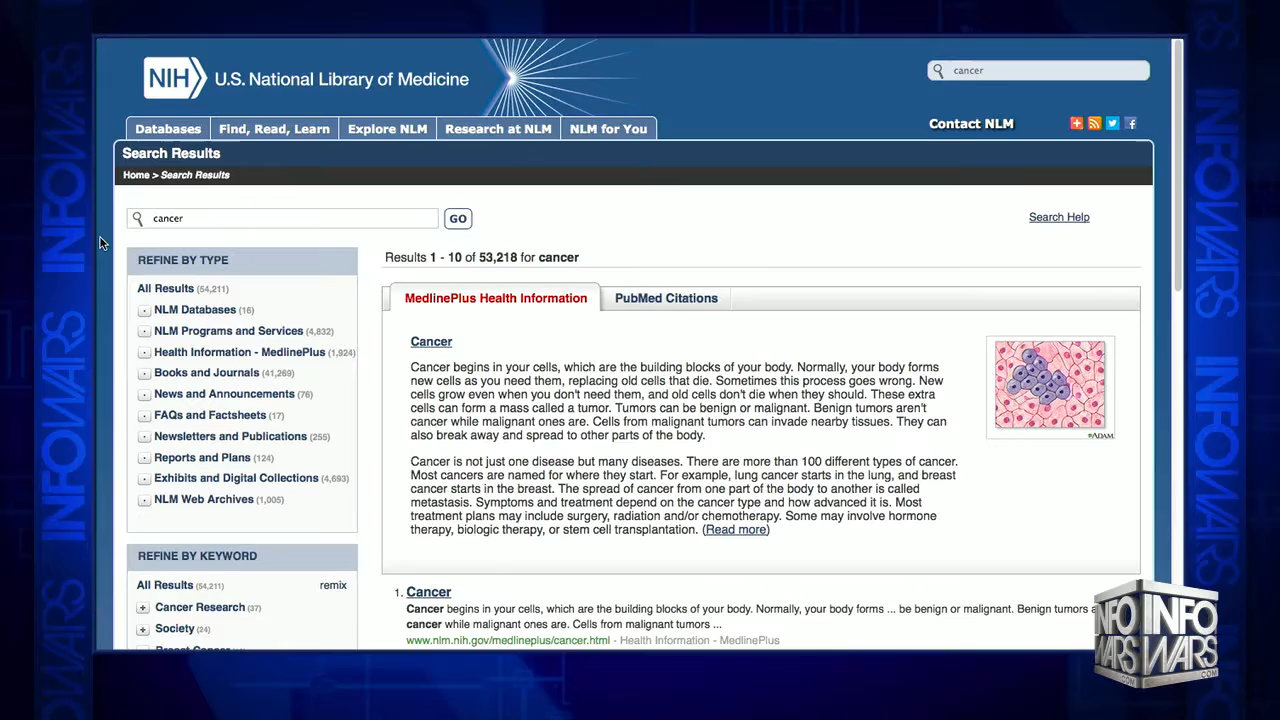 NIH U.S. National Library of Medicine
cancer
Databases Find, Read, Learn Explore NLM Research at NLM NLM for You
Contact NLM
Search Results
Home > Search Results
cancer GO
Search Help
REFINE BY TYPE
All Results (54,211)
NLM Databases (16)
NLM Programs and Services (4,832)
Health Information - MedlinePlus (1,924)
Books and Journals (41,269)
News and Announcements (76)
FAQs and Factsheets (17)
Newsletters and Publications (255)
Reports and Plans (124)
Exhibits and Digital Collections (4,693)
NLM Web Archives (1,005)
REFINE BY KEYWORD
All Results (54,211) remix
Cancer Research (37)
Society (24)
Results 1 - 10 of 53,218 for cancer
MedlinePlus Health Information PubMed Citations
Cancer
Cancer begins in your cells, which are the building blocks of your body. Normally, your body forms
new cells as you need them, replacing old cells that die. Sometimes this process goes wrong. New
cells grow even when you don't need them, and old cells don't die when they should. These extra
cells can form a mass called a tumor. Tumors can be benign or malignant. Benign tumors aren't
cancer while malignant ones are. Cells from malignant tumors can invade nearby tissues. They can
also break away and spread to other parts of the body.
ADAM
Cancer is not just one disease but many diseases. There are more than 100 different types of cancer.
Most cancers are named for where they start. For example, lung cancer starts in the lung, and breast
cancer starts in the breast. The spread of cancer from one part of the body to another is called
metastasis. Symptoms and treatment depend on the cancer type and how advanced it is. Most
treatment plans may include surgery, radiation and/or chemotherapy. Some may involve hormone
therapy, biologic therapy, or stem cell transplantation. (Read more)
1. Cancer
Cancer begins in your cells, which are the building blocks of your body. Normally, your body forms ... be benign or malignant. Benign tumors
cancer while malignant ones are. Cells from malignant tumors ...
www.nlm.nih.gov/medlineplus/cancer.html - Health Information - MedlinePlus
INFOWARS
INFOWARS
INFOWARS
INFOWARS
INFO
WARS
.COM
INFO
WARS
.COM